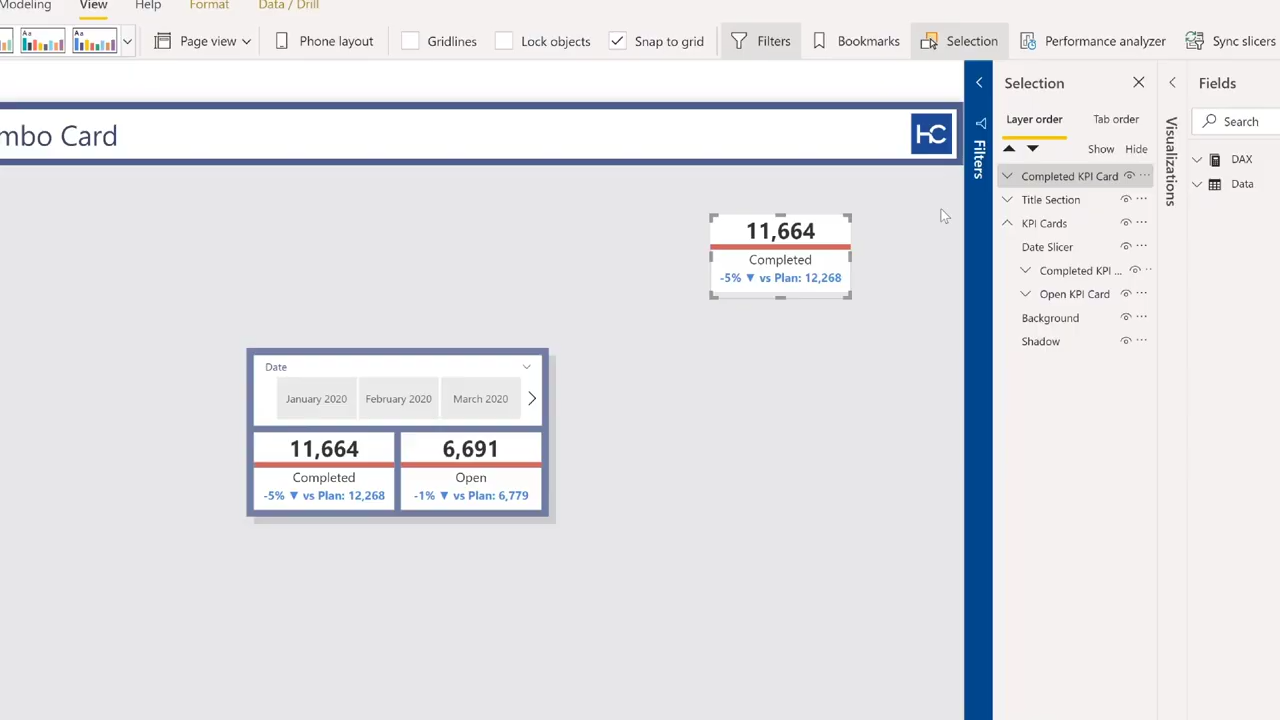 Modeling View Help Format Data / Drill
Page view Phone layout Gridlines Lock objects Snap to grid Filters Bookmarks Selection Performance analyzer Sync slicers
mbo Card
HC
11,664
Completed
-5% ▼ vs Plan: 12,268
Date
January 2020 February 2020 March 2020
11,664 6,691
Completed Open
-5% ▼ vs Plan: 12,268 -1% ▼ vs Plan: 6,779
Filters
Selection
Layer order Tab order
Show Hide
Completed KPI Card ...
Title Section ...
KPI Cards ...
Date Slicer ...
Completed KPI ... ...
Open KPI Card ...
Background ...
Shadow ...
Visualizations
Fields
Search
DAX
Data